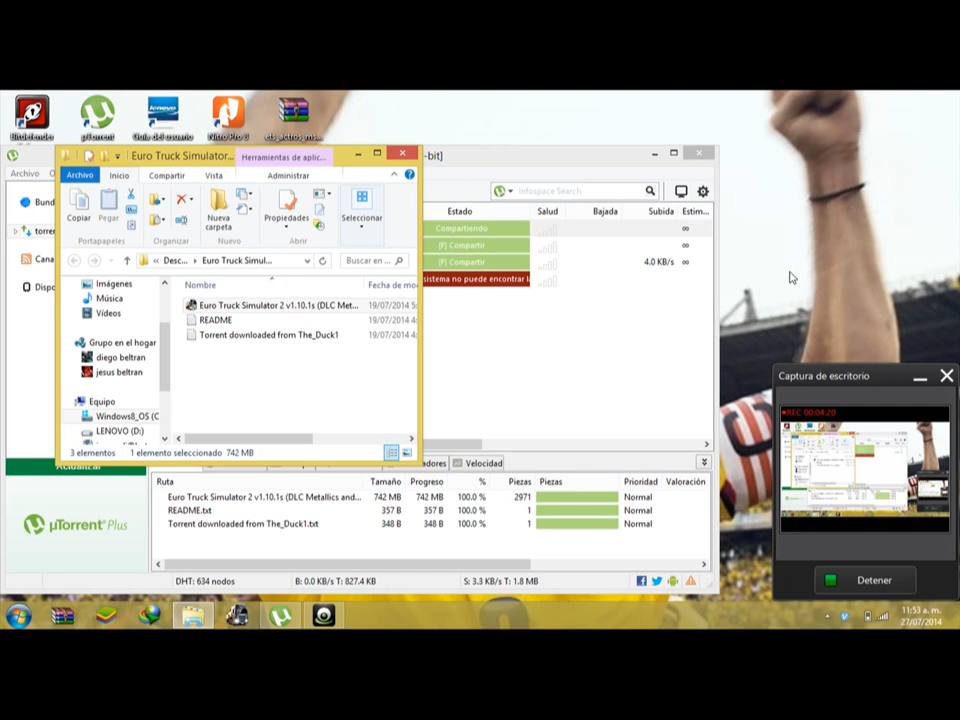 Bitdefender
µTorrent
Guía del usuario
Nitro Pro 8
ets_actros_ms...
Euro Truck Simulator...
Herramientas de aplic...
-bit]
Archivo
Archivo
Inicio
Compartir
Vista
Administrar
Copiar
Pegar
Nueva carpeta
Propiedades
Seleccionar
Portapapeles
Organizar
Nuevo
Abrir
« Desc... ▸ Euro Truck Simul...
Buscar en ...
Infospace Search
Nombre
Fecha de mo
Imágenes
Música
Vídeos
Euro Truck Simulator 2 v1.10.1s (DLC Met...
19/07/2014 5:
README
19/07/2014 4:
Torrent downloaded from The_Duck1
19/07/2014 4:
Grupo en el hogar
diego beltran
jesus beltran
Equipo
Windows8_OS (C
LENOVO (D:)
3 elementos
1 elemento seleccionado 742 MB
Bund
torre
Cana
Dispo
Estado
Salud
Bajada
Subida
Estim...
Compartiendo
∞
[F] Compartir
∞
[F] Compartir
4.0 KB/s
∞
sistema no puede encontrar l
Actualizar
adores
Velocidad
Ruta
Tamaño
Progreso
%
Piezas
Piezas
Prioridad
Valoración
Euro Truck Simulator 2 v1.10.1s (DLC Metallics and...
742 MB
742 MB
100.0 %
2971
Normal
README.txt
357 B
357 B
100.0 %
1
Normal
Torrent downloaded from The_Duck1.txt
348 B
348 B
100.0 %
1
Normal
µTorrent Plus
DHT: 634 nodos
B: 0.0 KB/s T: 827.4 KB
S: 3.3 KB/s T: 1.8 MB
Captura de escritorio
REC 00:04:20
Detener
11:53 a. m.
27/07/2014